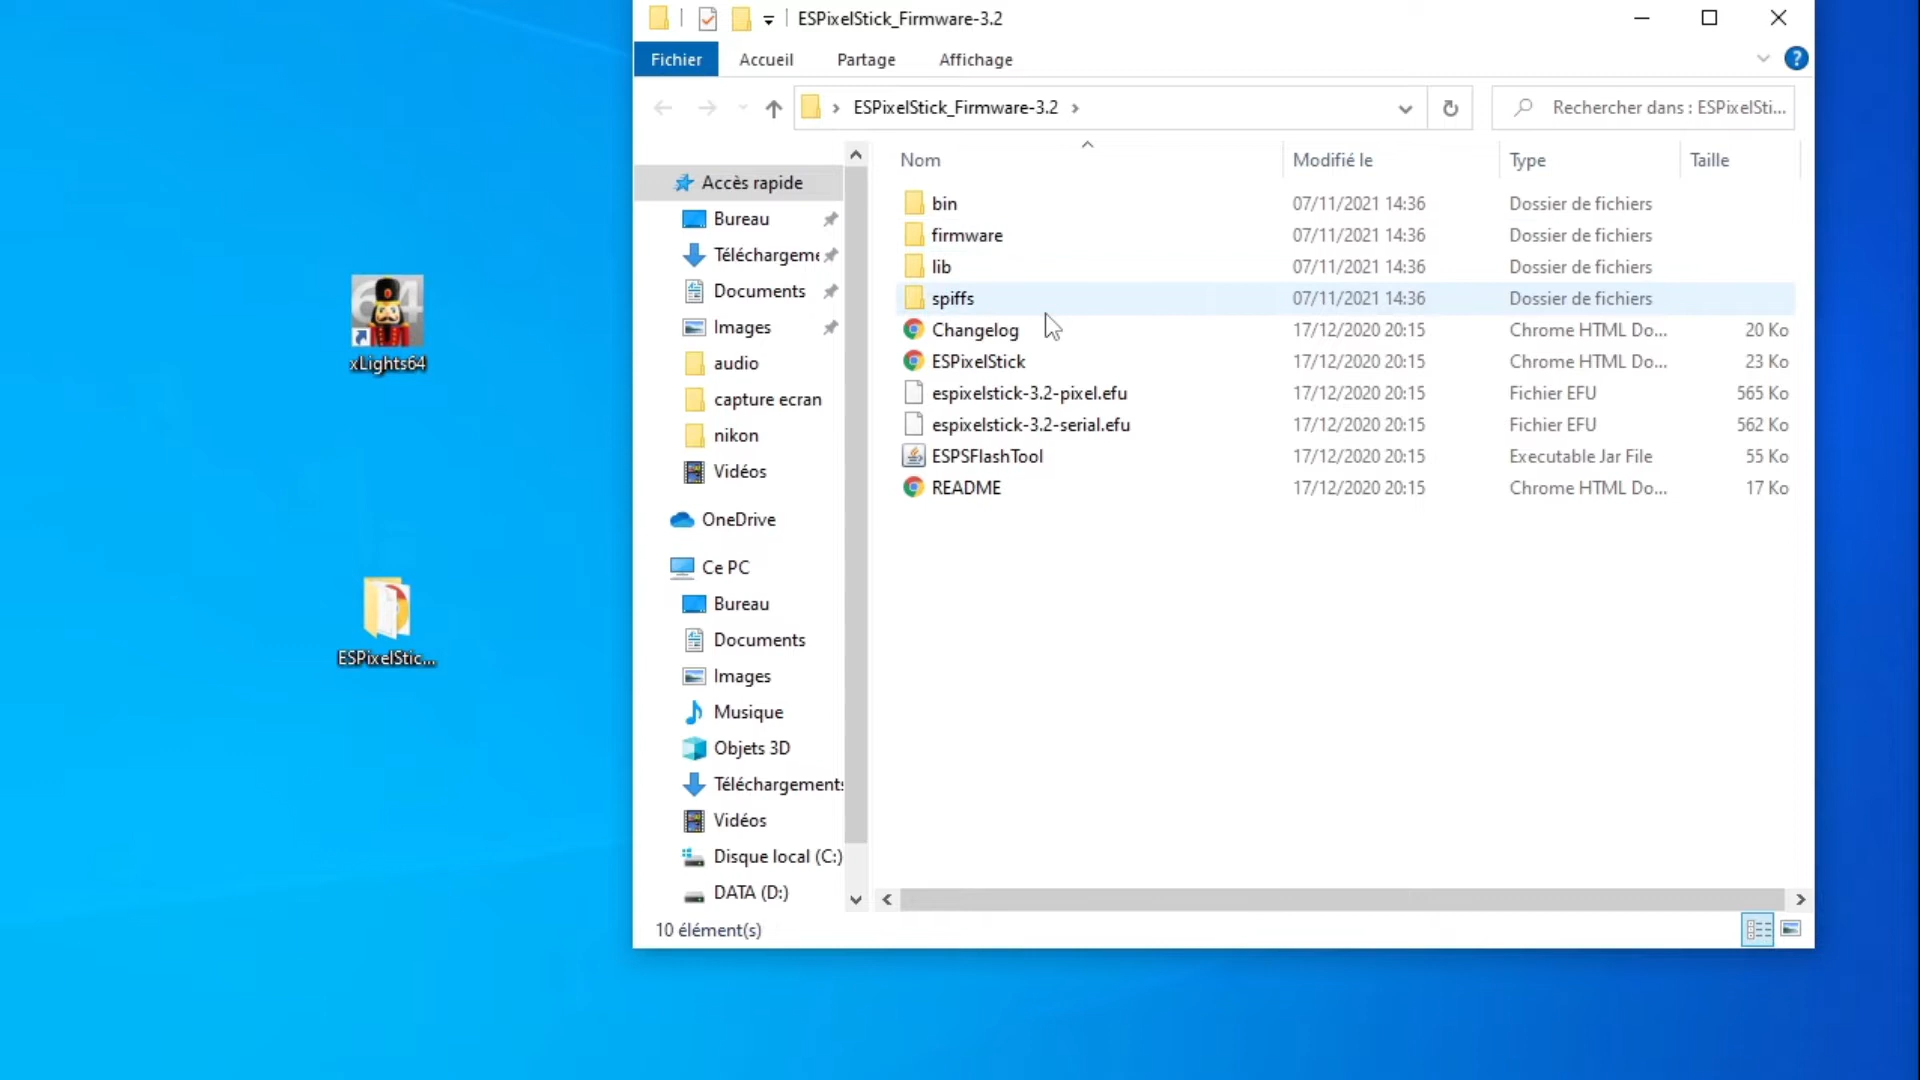 ESPixelStick_Firmware-3.2
Fichier Accueil Partage Affichage ?
ESPixelStick_Firmware-3.2 Rechercher dans : ESPixelSti...
Nom Modifié le Type Taille
Accès rapide
Bureau
Téléchargeme
Documents
Images
audio
capture ecran
nikon
Vidéos
OneDrive
Ce PC
Bureau
Documents
Images
Musique
Objets 3D
Téléchargements
Vidéos
Disque local (C:)
DATA (D:)
bin 07/11/2021 14:36 Dossier de fichiers
firmware 07/11/2021 14:36 Dossier de fichiers
lib 07/11/2021 14:36 Dossier de fichiers
spiffs 07/11/2021 14:36 Dossier de fichiers
Changelog 17/12/2020 20:15 Chrome HTML Do... 20 Ko
ESPixelStick 17/12/2020 20:15 Chrome HTML Do... 23 Ko
espixelstick-3.2-pixel.efu 17/12/2020 20:15 Fichier EFU 565 Ko
espixelstick-3.2-serial.efu 17/12/2020 20:15 Fichier EFU 562 Ko
ESPSFlashTool 17/12/2020 20:15 Executable Jar File 55 Ko
README 17/12/2020 20:15 Chrome HTML Do... 17 Ko
10 élément(s)
64
xLights64
ESPixelStic...